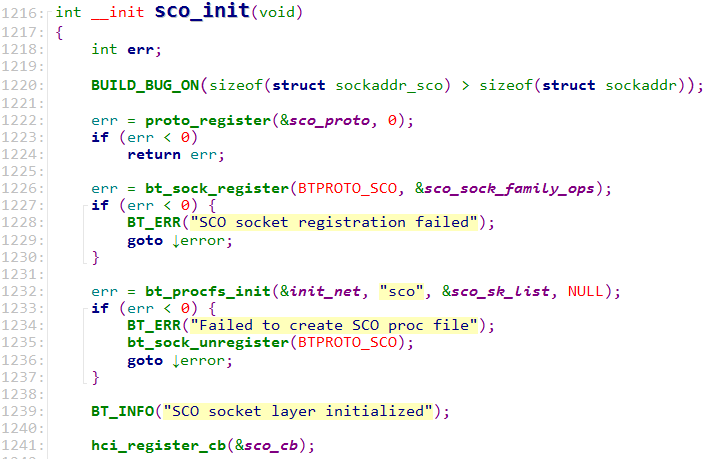 1216: int __init sco_init(void)
1217: {
1218:     int err;
1219:
1220:     BUILD_BUG_ON(sizeof(struct sockaddr_sco) > sizeof(struct sockaddr));
1221:
1222:     err = proto_register(&sco_proto, 0);
1223:     if (err < 0)
1224:         return err;
1225:
1226:     err = bt_sock_register(BTPROTO_SCO, &sco_sock_family_ops);
1227:     if (err < 0) {
1228:         BT_ERR("SCO socket registration failed");
1229:         goto ↓error;
1230:     }
1231:
1232:     err = bt_procfs_init(&init_net, "sco", &sco_sk_list, NULL);
1233:     if (err < 0) {
1234:         BT_ERR("Failed to create SCO proc file");
1235:         bt_sock_unregister(BTPROTO_SCO);
1236:         goto ↓error;
1237:     }
1238:
1239:     BT_INFO("SCO socket layer initialized");
1240:
1241:     hci_register_cb(&sco_cb);